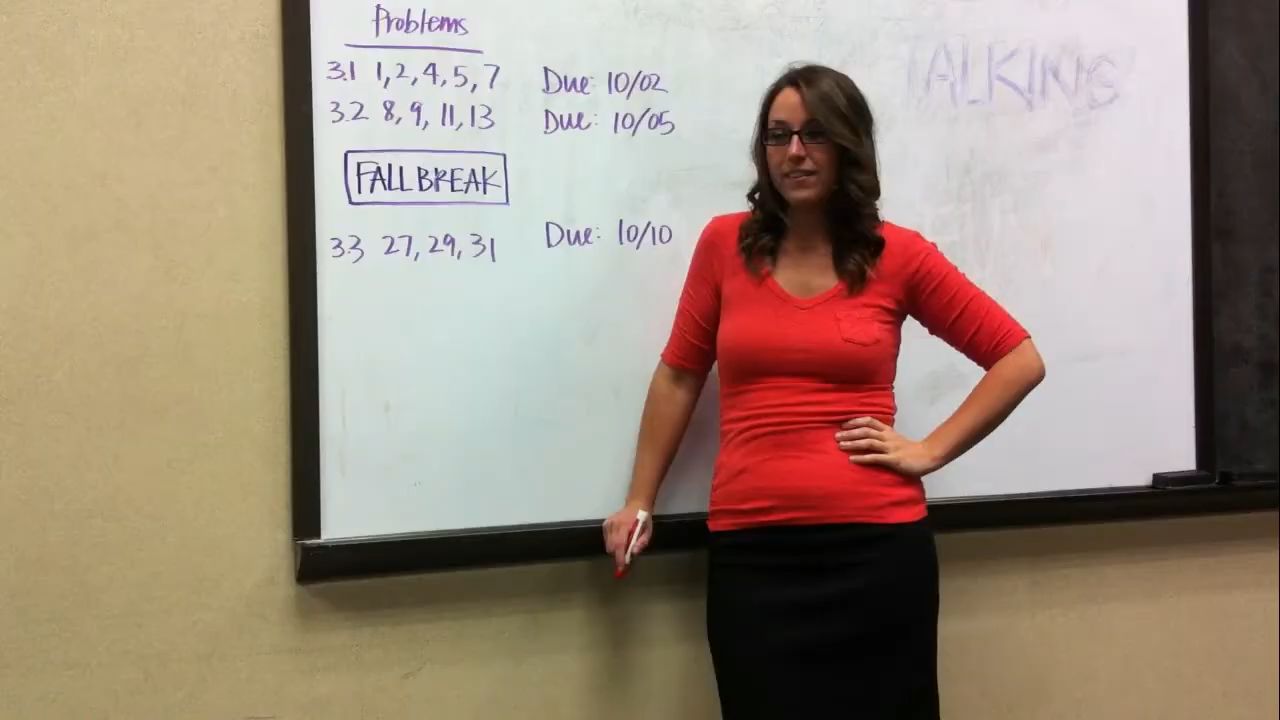 Problems
3.1 1, 2, 4, 5, 7 Due: 10/02
3.2 8, 9, 11, 13 Due: 10/05
FALL BREAK
3.3 27, 29, 31 Due: 10/10
TALKING